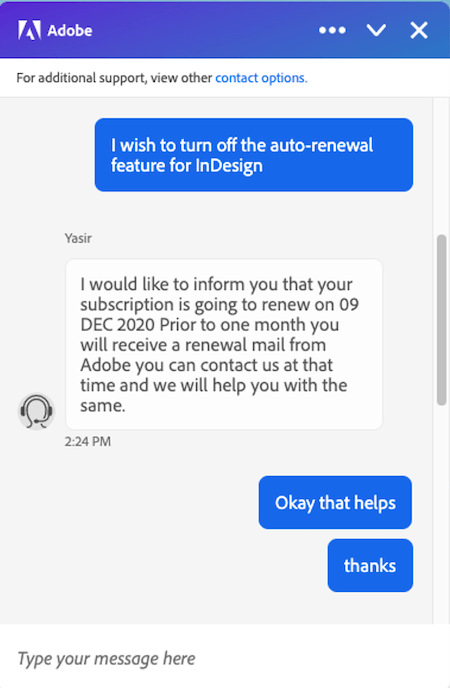 Adobe
For additional support, view other contact options.
I wish to turn off the auto-renewal
feature for InDesign
Yasir
I would like to inform you that your
subscription is going to renew on 09
DEC 2020 Prior to one month you
will receive a renewal mail from
Adobe you can contact us at that
time and we will help you with the
same.
2:24 PM
Okay that helps
thanks
Type your message here